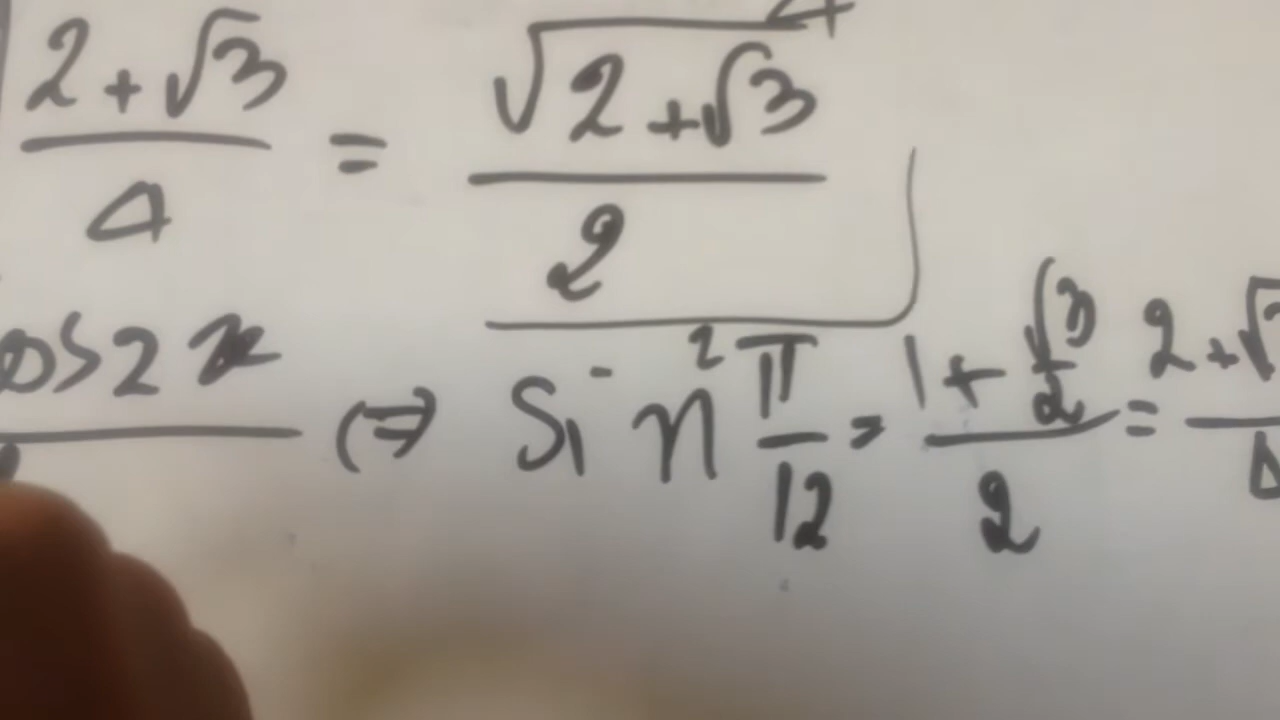 2+√3/4 = √(2+√3)/2
os2x ⇔ Sin² π/12 = (1+√3/2)/2 = 2+√